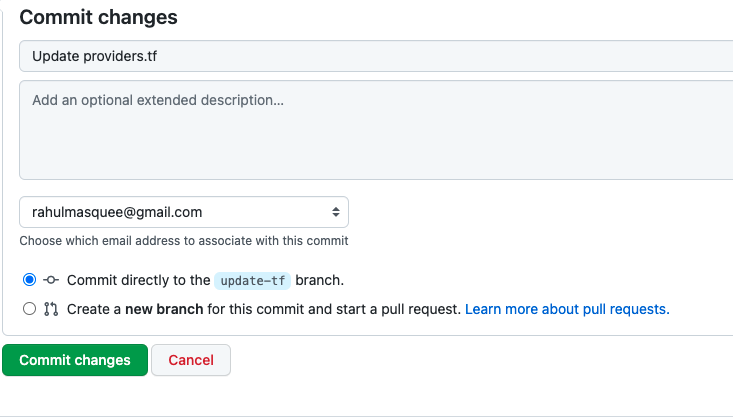 Commit changes
Update providers.tf
Add an optional extended description...
rahulmasquee@gmail.com
Choose which email address to associate with this commit
Commit directly to the update-tf branch.
Create a new branch for this commit and start a pull request. Learn more about pull requests.
Commit changes Cancel